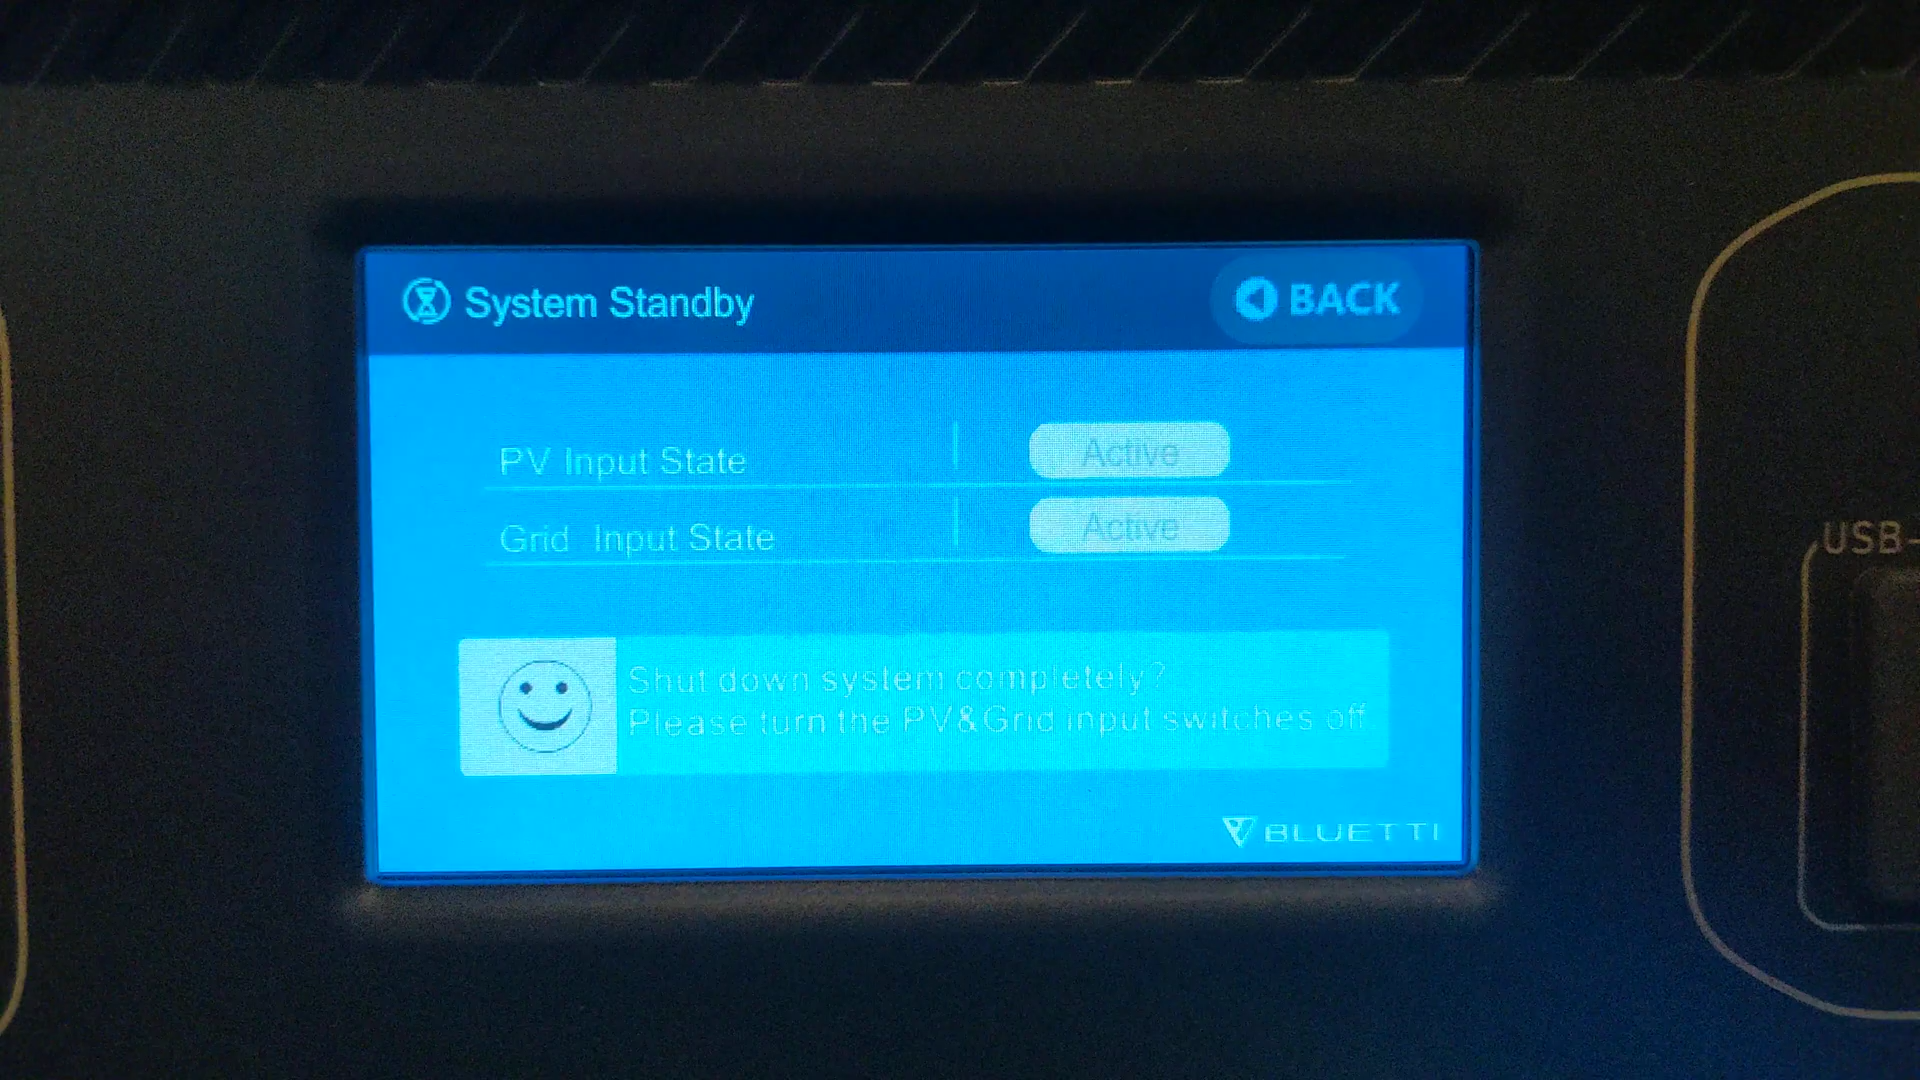 System Standby
BACK
PV Input State
Active
Grid Input State
Active
Shut down system completely?
Please turn the PV&Grid input switches off.
BLUETTI
USB-